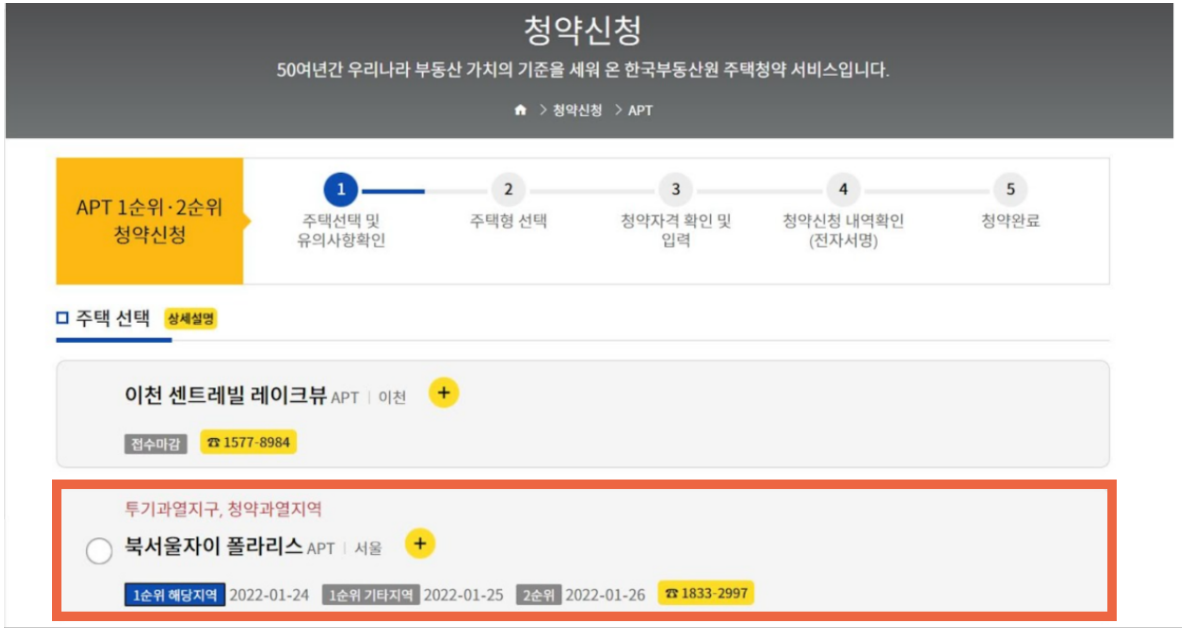 청약신청
50여년간 우리나라 부동산 가치의 기준을 세워 온 한국부동산원 주택청약 서비스입니다.
> 청약신청 > APT
APT 1순위·2순위
청약신청
1
주택선택 및
유의사항확인
2
주택형 선택
3
청약자격 확인 및
입력
4
청약신청 내역확인
(전자서명)
5
청약완료
주택 선택 상세설명
이천 센트레빌 레이크뷰 APT | 이천 +
접수마감 ☎ 1577-8984
투기과열지구, 청약과열지역
북서울자이 폴라리스 APT | 서울 +
1순위 해당지역 2022-01-24 1순위 기타지역 2022-01-25 2순위 2022-01-26 ☎ 1833-2997